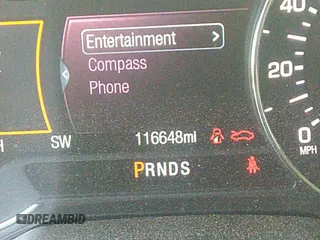 40
Entertainment >
Compass
20
Phone
H SW 116648mi 0
MPH
PRNDS
DREAMBID